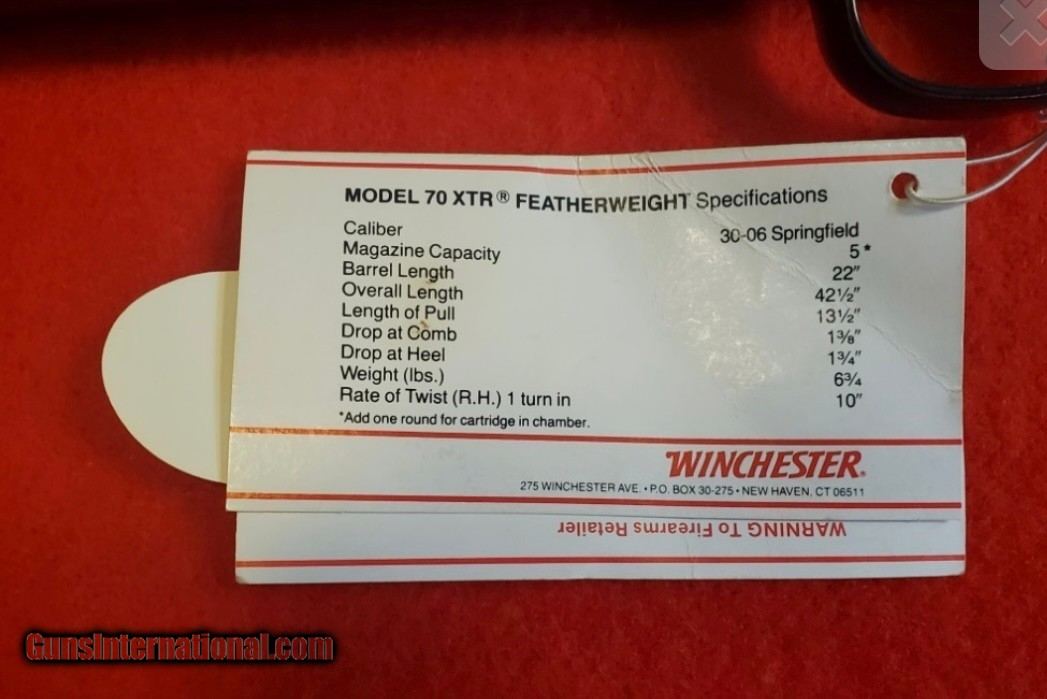 MODEL 70 XTR® FEATHERWEIGHT Specifications
Caliber 30-06 Springfield
Magazine Capacity 5*
Barrel Length 22"
Overall Length 42½"
Length of Pull 13½"
Drop at Comb 1⅜"
Drop at Heel 1¾"
Weight (lbs.) 6¾
Rate of Twist (R.H.) 1 turn in 10"
*Add one round for cartridge in chamber.
WINCHESTER®
275 WINCHESTER AVE. • P.O. BOX 30-275 • NEW HAVEN, CT 06511
WARNING To Firearms Retailer
GunsInternational.com